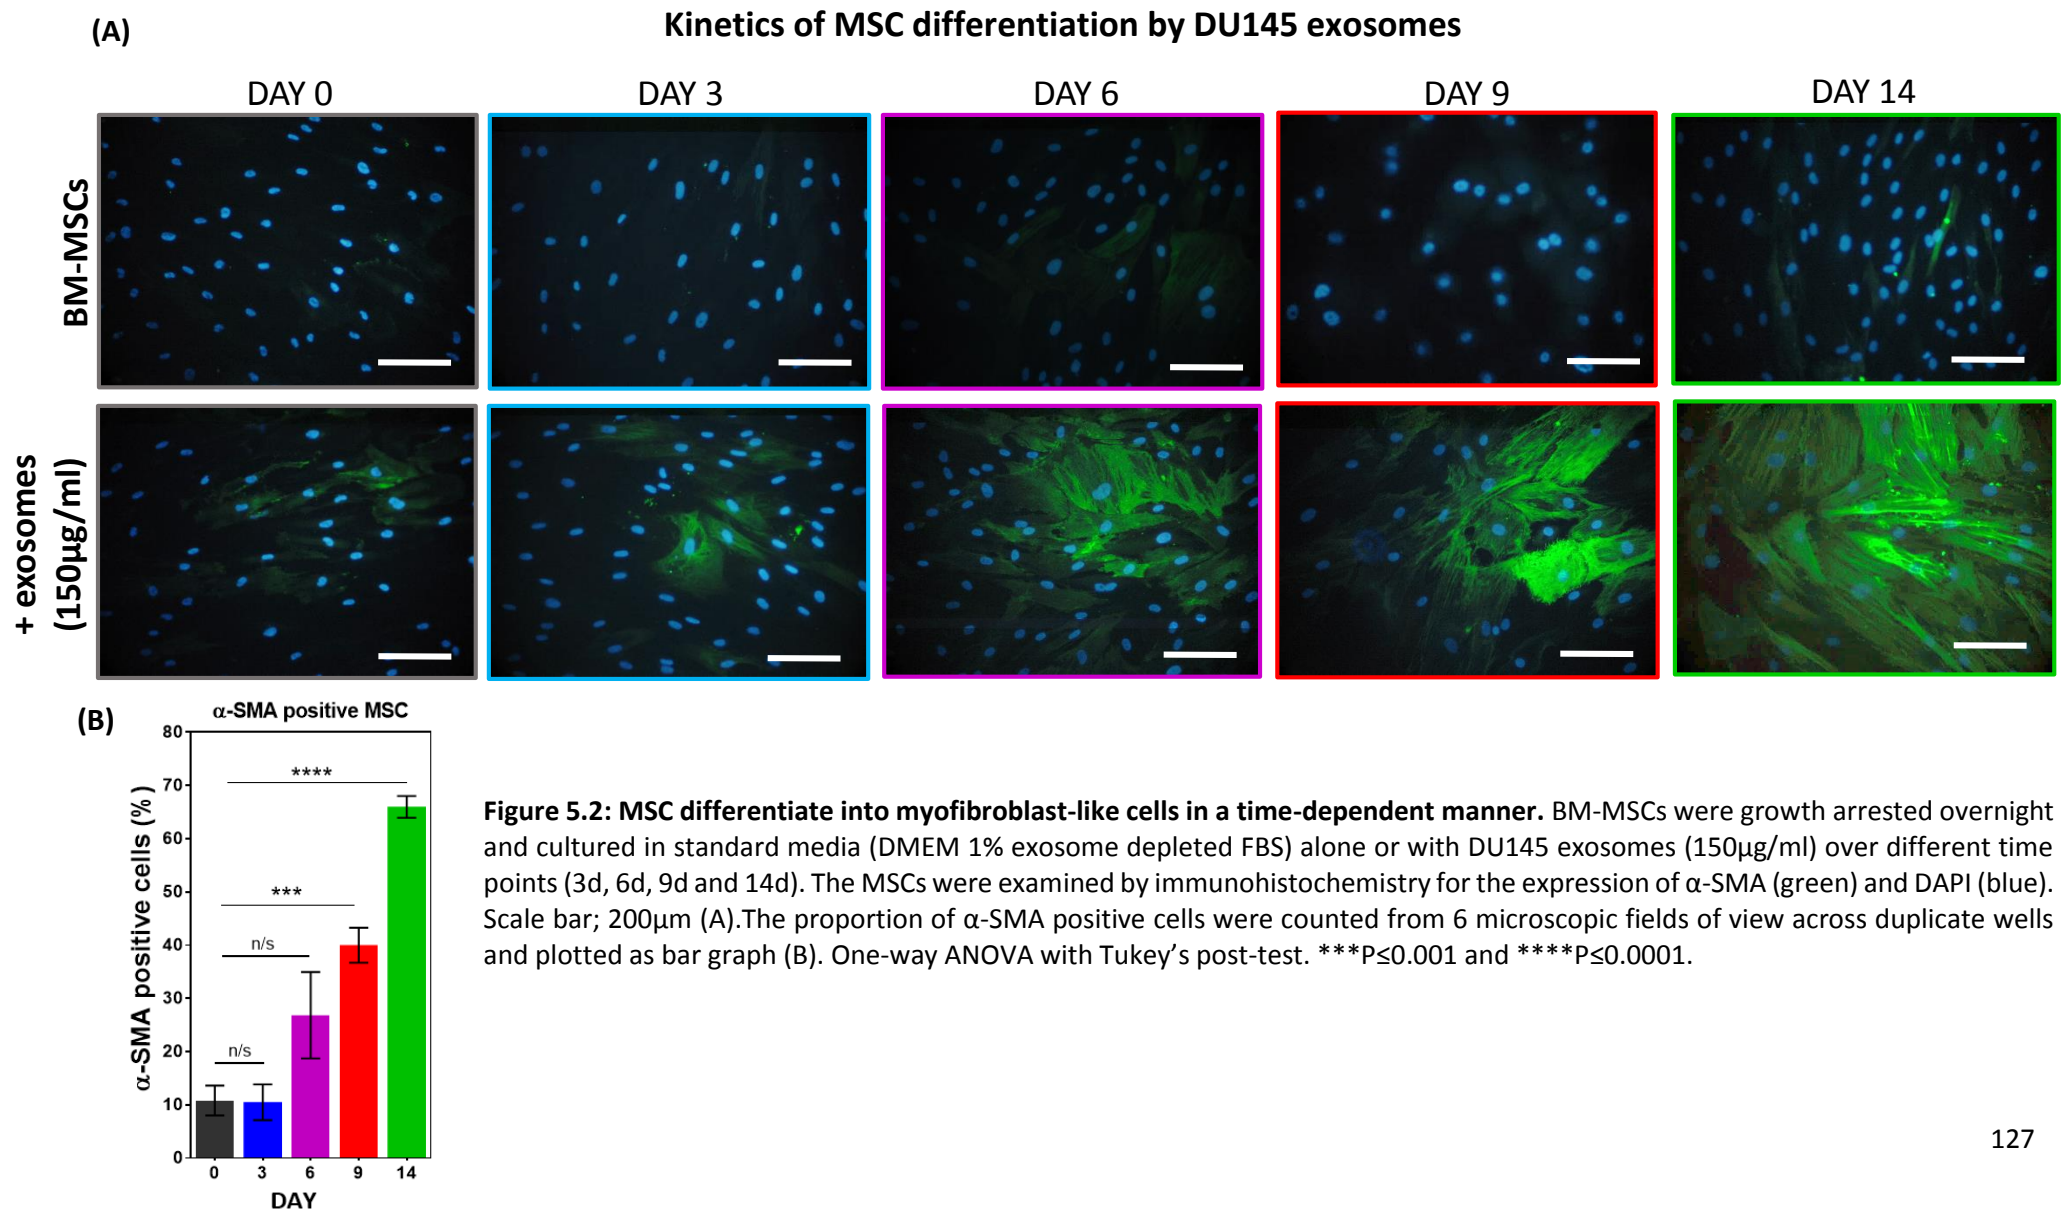 Kinetics of MSC differentiation by DU145 exosomes
(A)
DAY 0
DAY 3
DAY 6
DAY 9
DAY 14
BM-MSCs
+ exosomes
(150µg/ml)
(B)
α-SMA positive MSC
α-SMA positive cells (%)
80
70
60
50
40
30
20
10
0
****
***
n/s
n/s
0 3 6 9 14
DAY
Figure 5.2: MSC differentiate into myofibroblast-like cells in a time-dependent manner. BM-MSCs were growth arrested overnight
and cultured in standard media (DMEM 1% exosome depleted FBS) alone or with DU145 exosomes (150µg/ml) over different time
points (3d, 6d, 9d and 14d). The MSCs were examined by immunohistochemistry for the expression of α-SMA (green) and DAPI (blue).
Scale bar; 200µm (A).The proportion of α-SMA positive cells were counted from 6 microscopic fields of view across duplicate wells
and plotted as bar graph (B). One-way ANOVA with Tukey’s post-test. ***P≤0.001 and ****P≤0.0001.
127